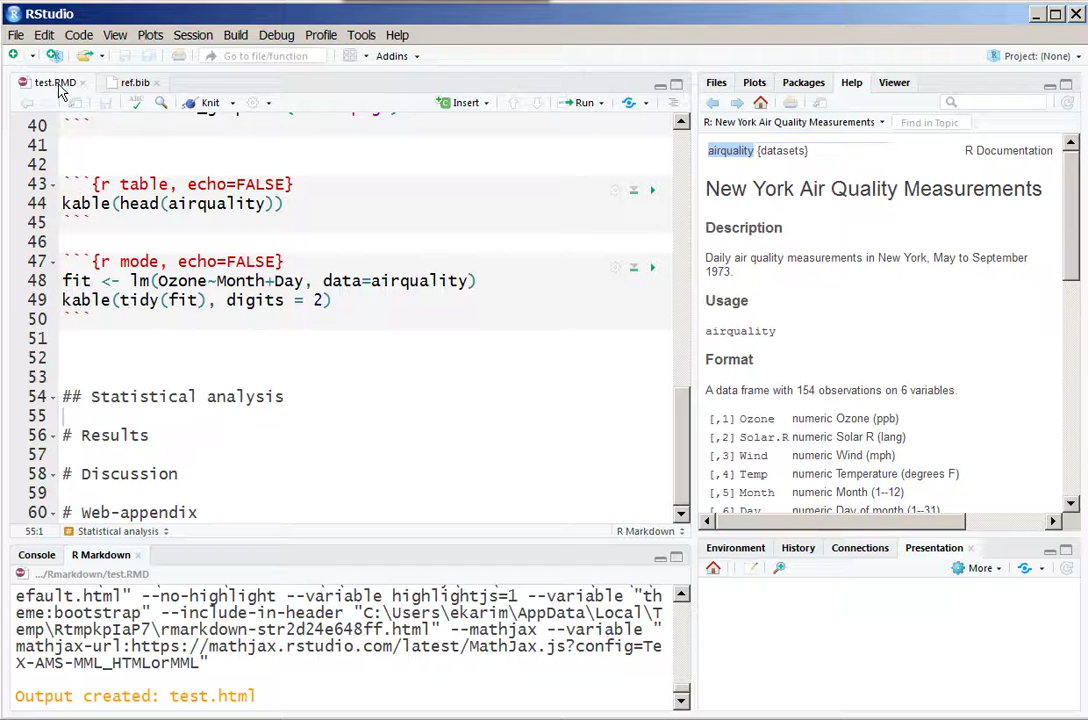 RStudio
File Edit Code View Plots Session Build Debug Profile Tools Help
Go to file/function Addins Project: (None)
test.RMD ref.bib
Knit Insert Run
40 ```
41
42
43 ```{r table, echo=FALSE}
44 kable(head(airquality))
45 ```
46
47 ```{r mode, echo=FALSE}
48 fit <- lm(Ozone~Month+Day, data=airquality)
49 kable(tidy(fit), digits = 2)
50 ```
51
52
53
54 ## Statistical analysis
55
56 # Results
57
58 # Discussion
59
60 # Web-appendix
55:1 Statistical analysis R Markdown
Console R Markdown
.../Rmarkdown/test.RMD
efault.html" --no-highlight --variable highlightjs=1 --variable "th
eme:bootstrap" --include-in-header "C:\Users\ekarim\AppData\Local\T
emp\RtmpkpIaP7\rmarkdown-str2d24e648ff.html" --mathjax --variable "
mathjax-url:https://mathjax.rstudio.com/latest/MathJax.js?config=Te
X-AMS-MML_HTMLorMML"
Output created: test.html
Files Plots Packages Help Viewer
R: New York Air Quality Measurements Find in Topic
airquality {datasets} R Documentation
New York Air Quality Measurements
Description
Daily air quality measurements in New York, May to September
1973.
Usage
airquality
Format
A data frame with 154 observations on 6 variables.
[,1] Ozone numeric Ozone (ppb)
[,2] Solar.R numeric Solar R (lang)
[,3] Wind numeric Wind (mph)
[,4] Temp numeric Temperature (degrees F)
[,5] Month numeric Month (1--12)
[,6] Day numeric Day of month (1--31)
Environment History Connections Presentation
More